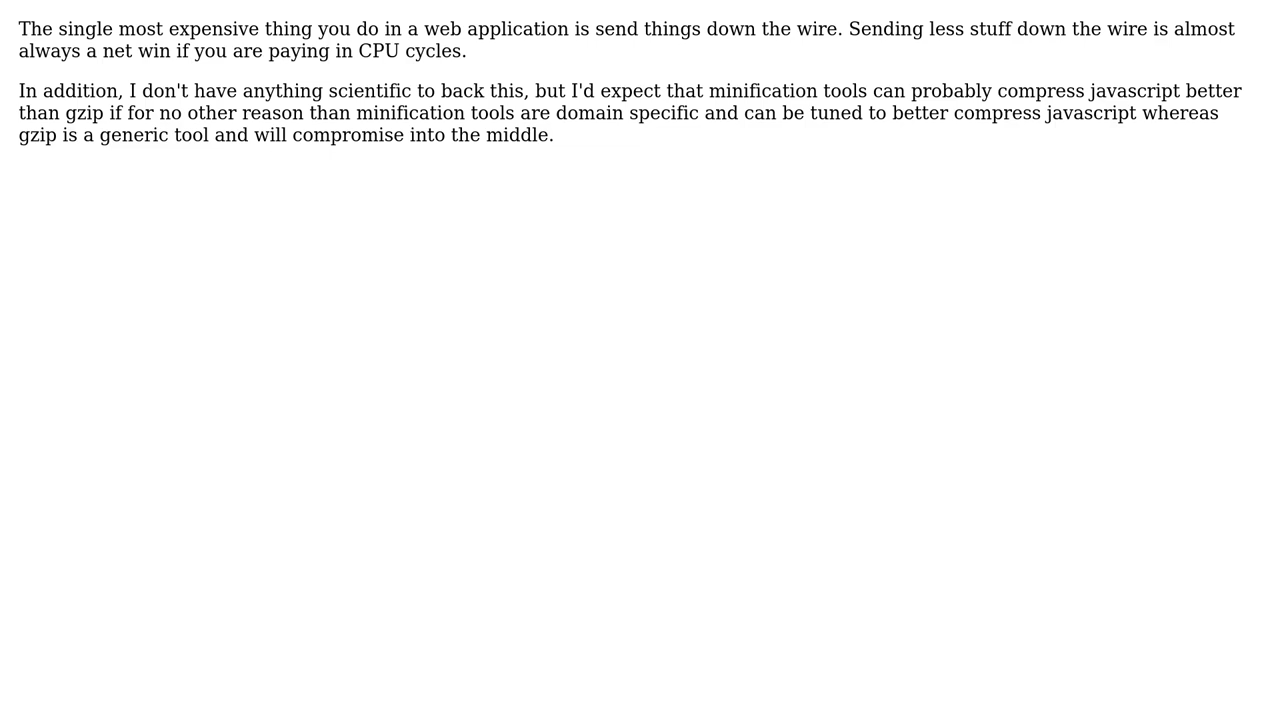 The single most expensive thing you do in a web application is send things down the wire. Sending less stuff down the wire is almost
always a net win if you are paying in CPU cycles.
In addition, I don't have anything scientific to back this, but I'd expect that minification tools can probably compress javascript better
than gzip if for no other reason than minification tools are domain specific and can be tuned to better compress javascript whereas
gzip is a generic tool and will compromise into the middle.